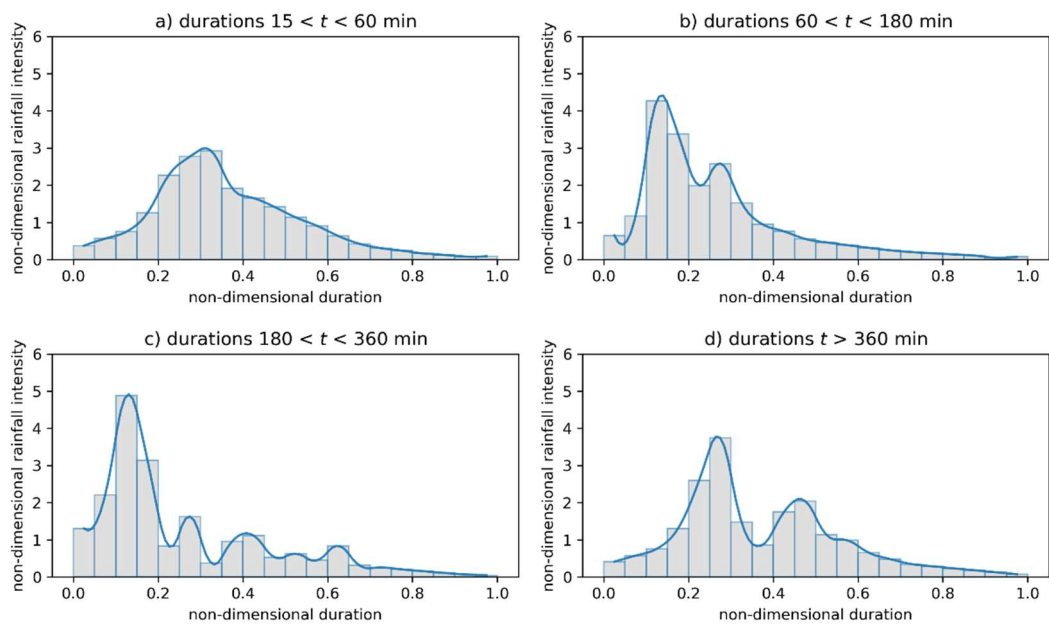 a) durations 15 < t < 60 min
non-dimensional rainfall intensity
6
5
4
3
2
1
0
0.0 0.2 0.4 0.6 0.8 1.0
non-dimensional duration
b) durations 60 < t < 180 min
non-dimensional rainfall intensity
6
5
4
3
2
1
0
0.0 0.2 0.4 0.6 0.8 1.0
non-dimensional duration
c) durations 180 < t < 360 min
non-dimensional rainfall intensity
6
5
4
3
2
1
0
0.0 0.2 0.4 0.6 0.8 1.0
non-dimensional duration
d) durations t > 360 min
non-dimensional rainfall intensity
6
5
4
3
2
1
0
0.0 0.2 0.4 0.6 0.8 1.0
non-dimensional duration